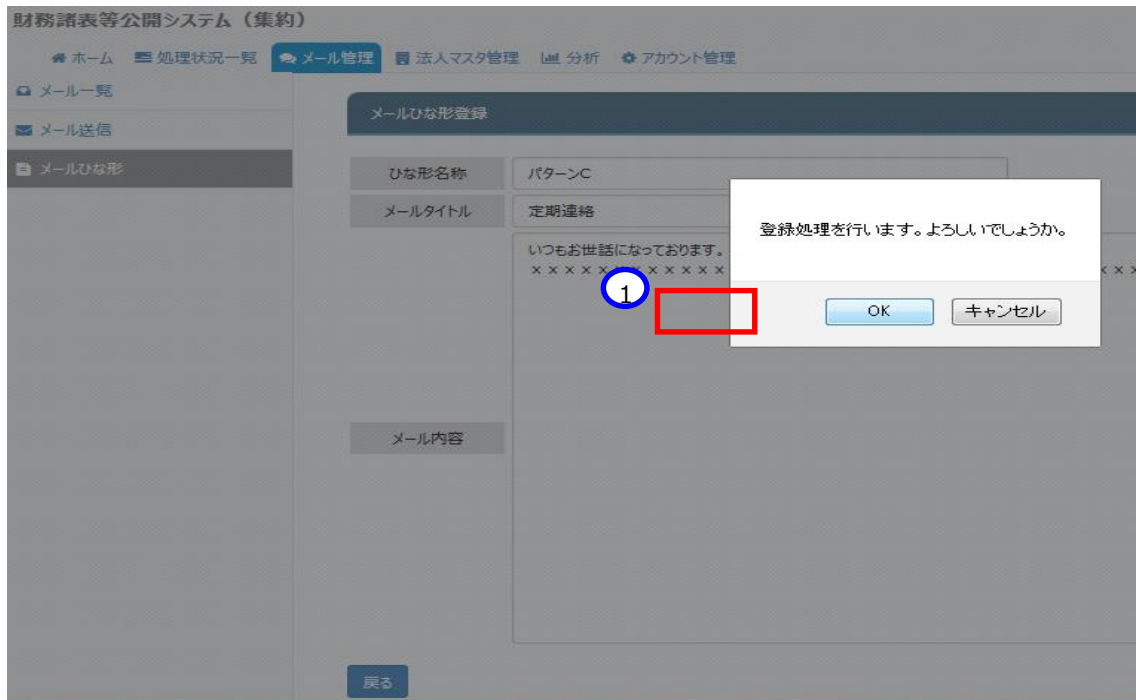 財務諸表等公開システム（集約）
ホーム 処理状況一覧 メール管理 法人マスタ管理 分析 アカウント管理
メール一覧
メール送信
メールひな形
メールひな形登録
ひな形名称 パターンC
メールタイトル 定期連絡
登録処理を行います。よろしいでしょうか。
OK キャンセル
いつもお世話になっております。
××××××××××××
1
メール内容
戻る